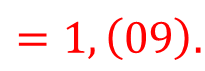 = 1, (09).